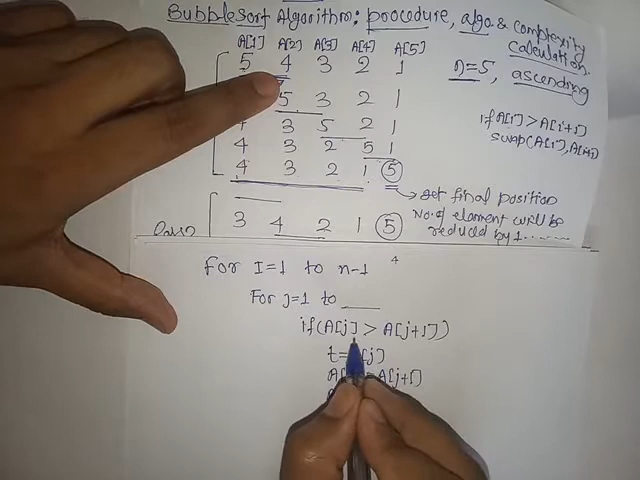 Bubblesort Algorithm: procedure, algo & complexity calculation.
A[1] A[2] A[3] A[4] A[5]
5 4 3 2 1
n=5, ascending
5 3 2 1
if A[i] > A[i+1]
swap(A[i], A[i+1])
4 3 5 2 1
4 3 2 5 1
4 3 2 1 5
get final position
No. of element will be reduced by 1......
3 4 2 1 5
For I=1 to n-1
4
For j=1 to ___
if(A[j] > A[j+1])
t=A[j]
A[j]=A[j+1]